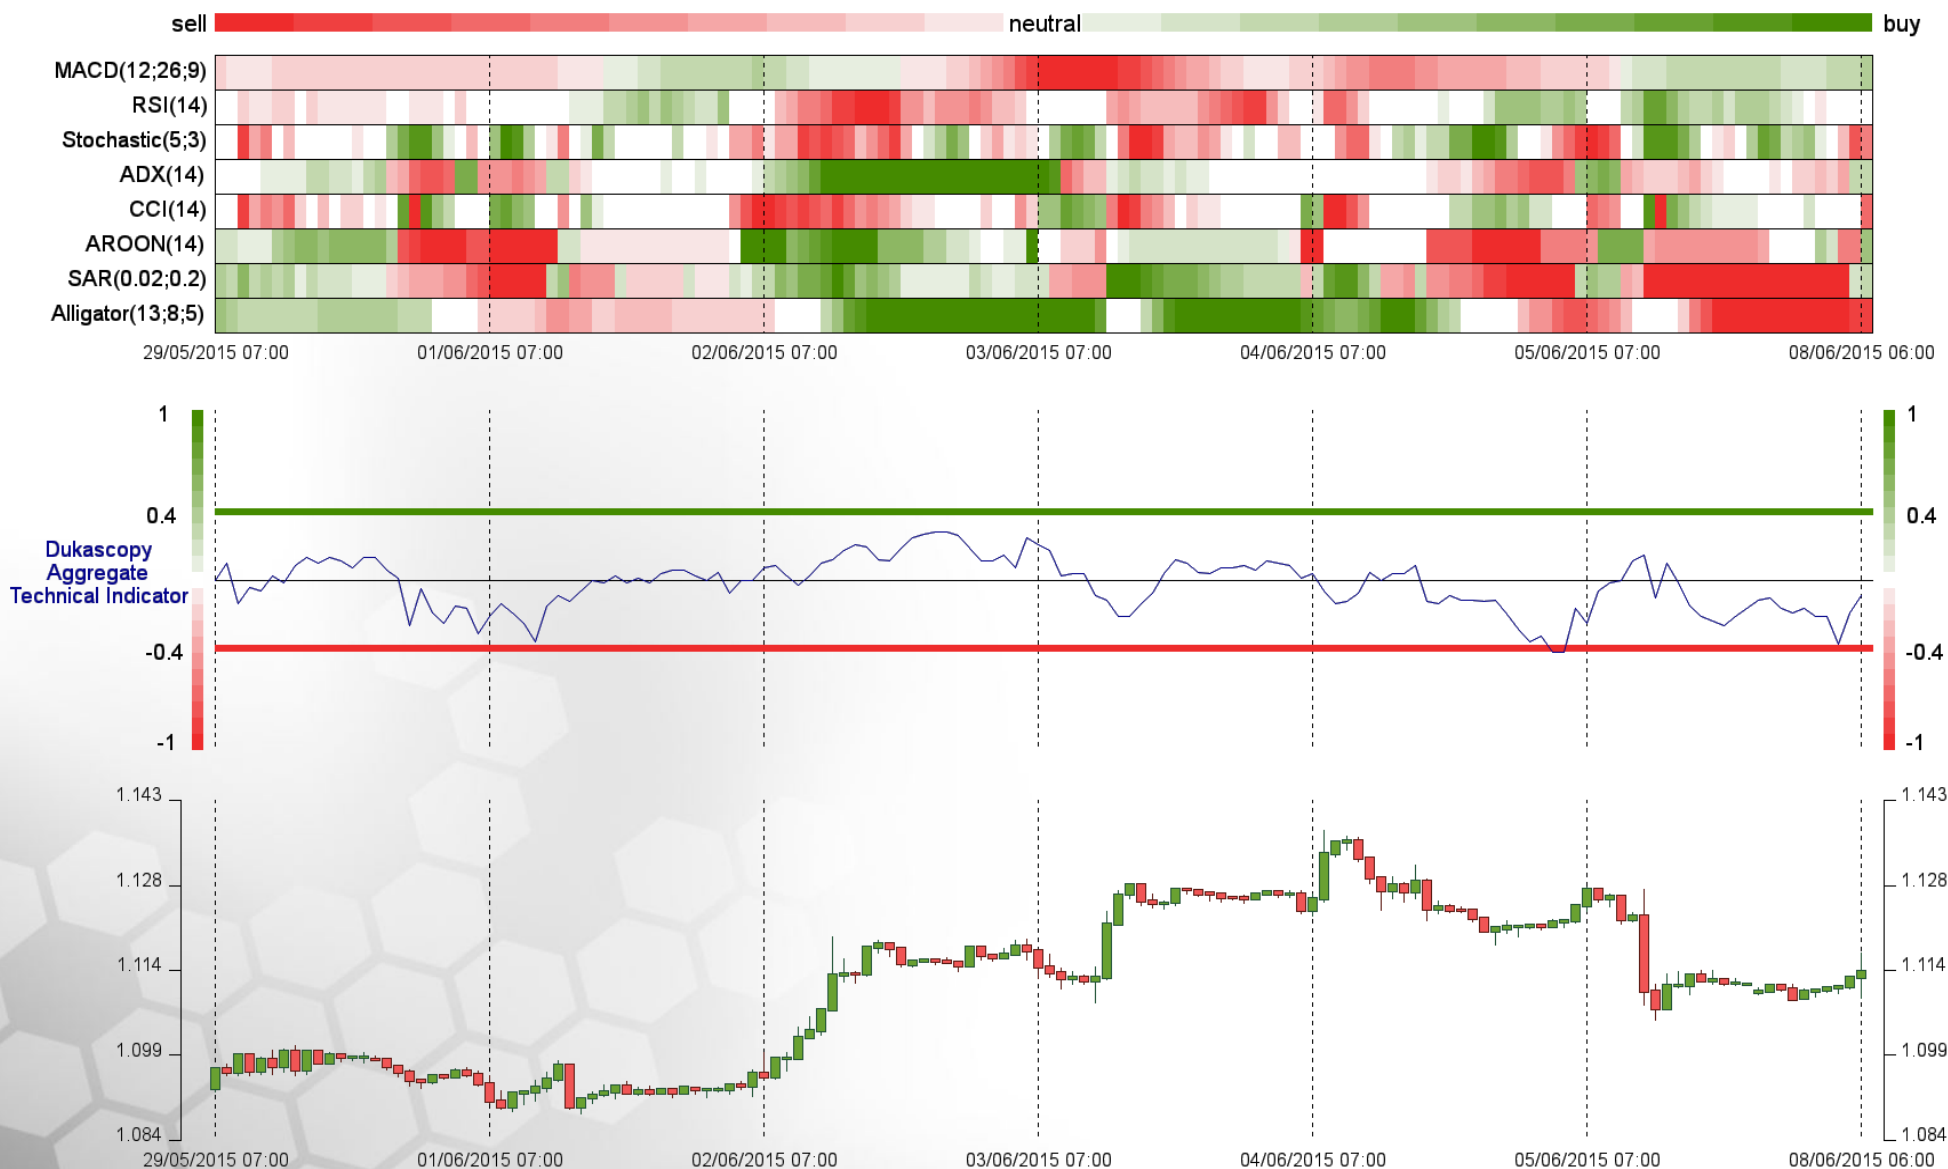 sell neutral buy
MACD(12;26;9)
RSI(14)
Stochastic(5;3)
ADX(14)
CCI(14)
AROON(14)
SAR(0.02;0.2)
Alligator(13;8;5)
29/05/2015 07:00 01/06/2015 07:00 02/06/2015 07:00 03/06/2015 07:00 04/06/2015 07:00 05/06/2015 07:00 08/06/2015 06:00
1 1
0.4 0.4
Dukascopy
Aggregate
Technical Indicator
-0.4 -0.4
-1 -1
1.143 1.143
1.128 1.128
1.114 1.114
1.099 1.099
1.084 1.084
29/05/2015 07:00 01/06/2015 07:00 02/06/2015 07:00 03/06/2015 07:00 04/06/2015 07:00 05/06/2015 07:00 08/06/2015 06:00